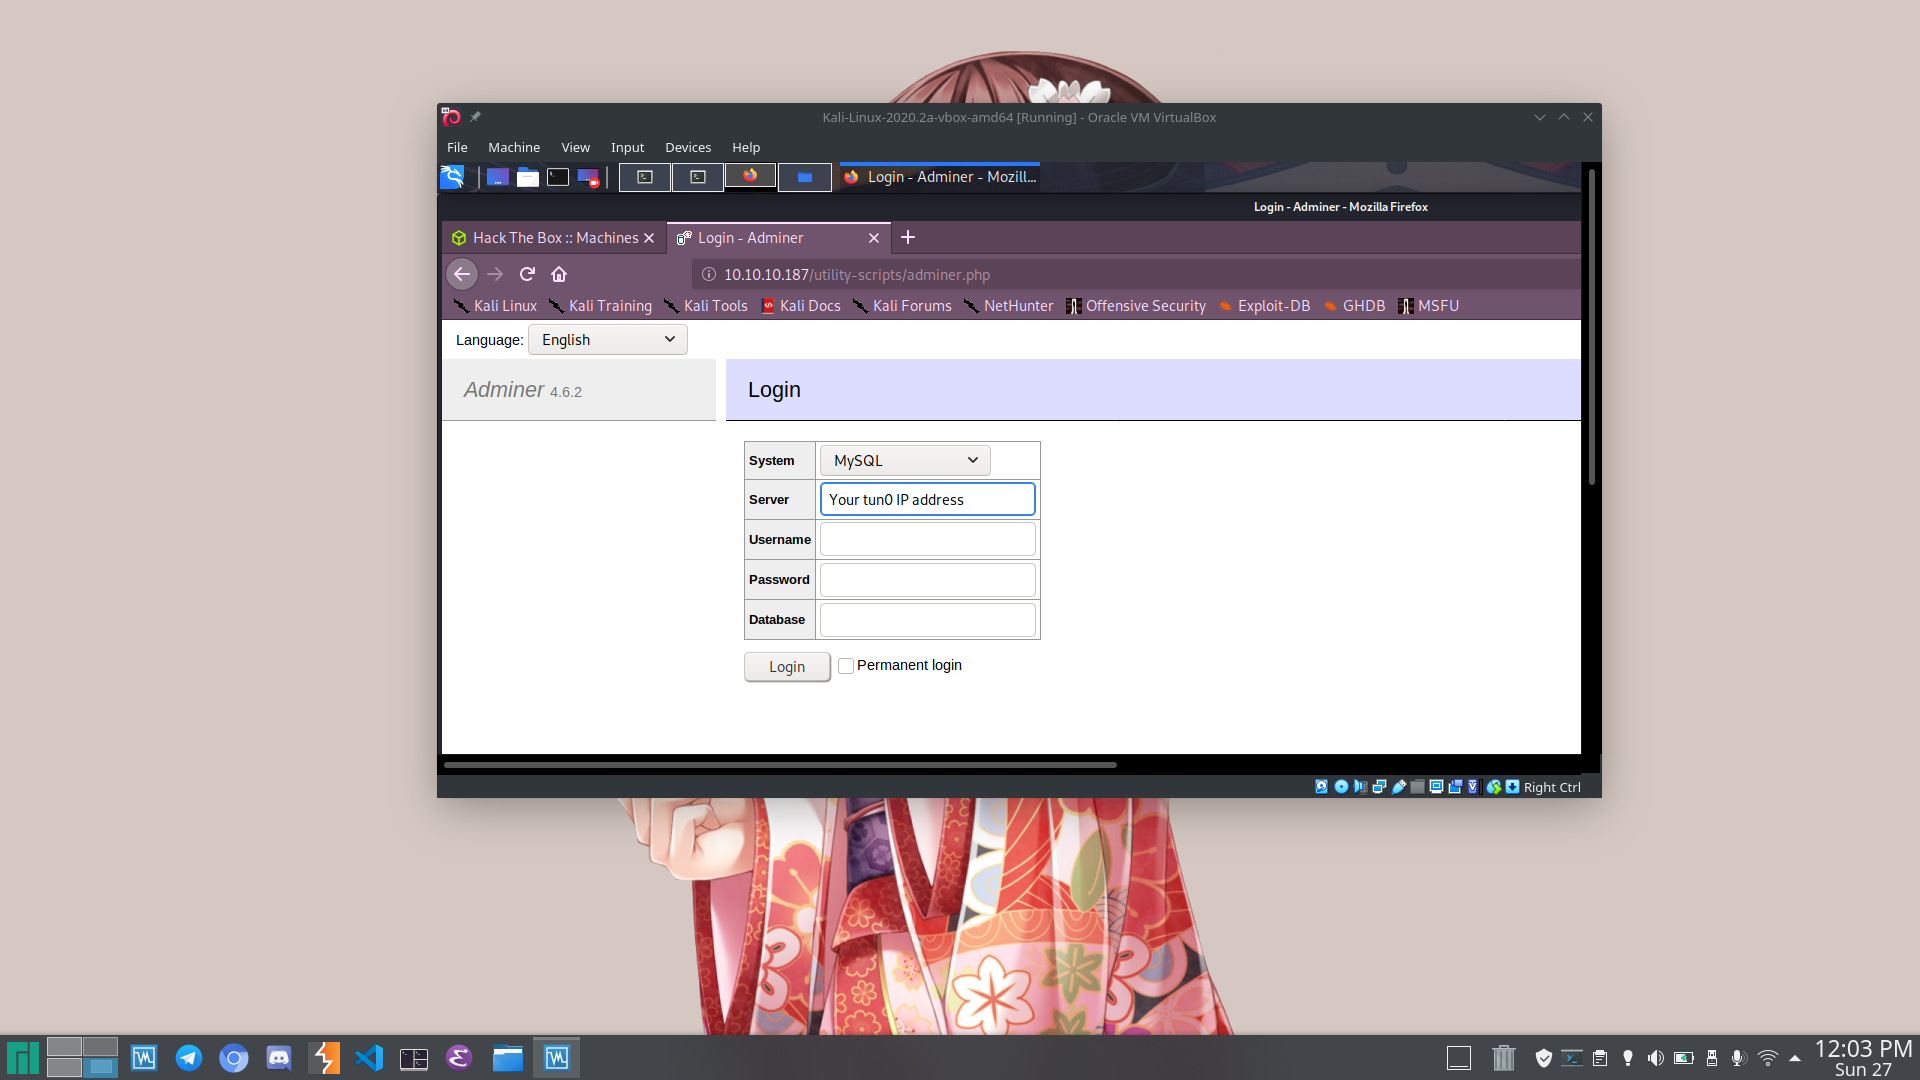 Kali-Linux-2020.2a-vbox-amd64 [Running] - Oracle VM VirtualBox
File Machine View Input Devices Help
Login - Adminer - Mozill...
Login - Adminer - Mozilla Firefox
Hack The Box :: Machines
Login - Adminer
10.10.10.187/utility-scripts/adminer.php
Kali Linux Kali Training Kali Tools Kali Docs Kali Forums NetHunter Offensive Security Exploit-DB GHDB MSFU
Language: English
Adminer 4.6.2
Login
System MySQL
Server Your tun0 IP address
Username
Password
Database
Login Permanent login
Right Ctrl
12:03 PM
Sun 27